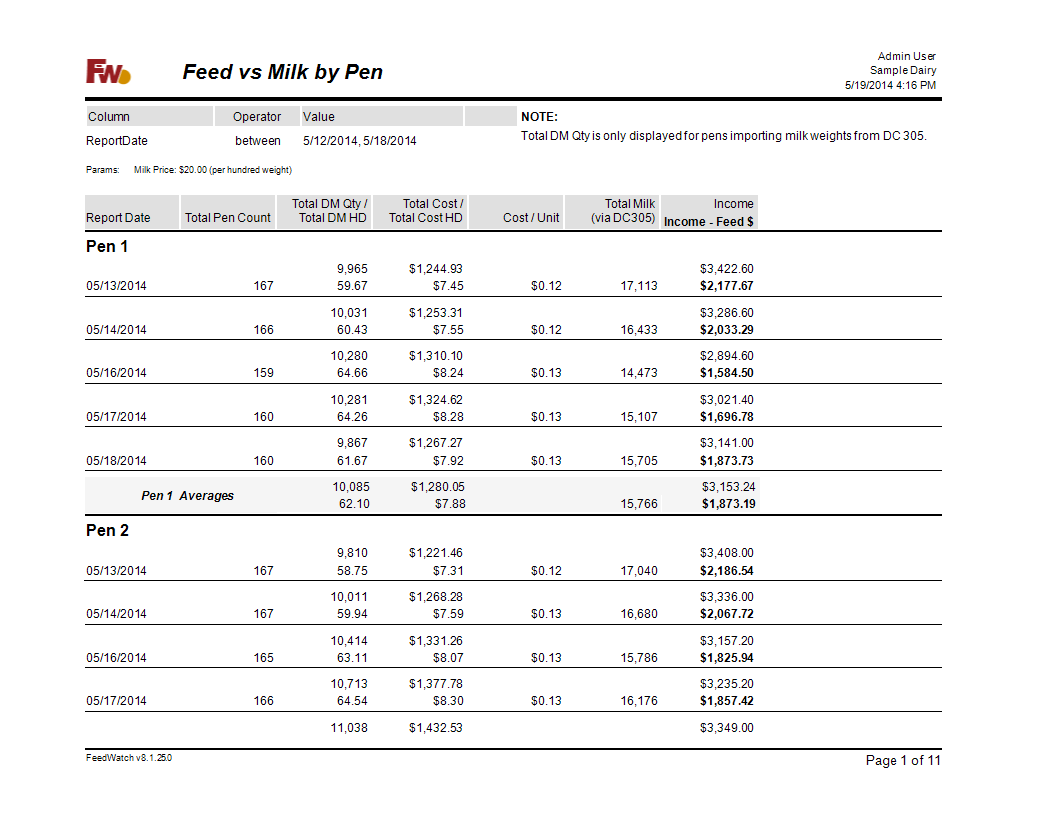 FW
Feed vs Milk by Pen
Admin User
Sample Dairy
5/19/2014 4:16 PM
Column Operator Value
ReportDate between 5/12/2014, 5/18/2014
NOTE:
Total DM Qty is only displayed for pens importing milk weights from DC 305.
Params: Milk Price: $20.00 (per hundred weight)
Total DM Qty / Total Cost / Total Milk Income
Report Date Total Pen Count Total DM HD Total Cost HD Cost / Unit (via DC305) Income - Feed $
Pen 1
9,965 $1,244.93 $3,422.60
05/13/2014 167 59.67 $7.45 $0.12 17,113 $2,177.67
10,031 $1,253.31 $3,286.60
05/14/2014 166 60.43 $7.55 $0.12 16,433 $2,033.29
10,280 $1,310.10 $2,894.60
05/16/2014 159 64.66 $8.24 $0.13 14,473 $1,584.50
10,281 $1,324.62 $3,021.40
05/17/2014 160 64.26 $8.28 $0.13 15,107 $1,696.78
9,867 $1,267.27 $3,141.00
05/18/2014 160 61.67 $7.92 $0.13 15,705 $1,873.73
10,085 $1,280.05 $3,153.24
Pen 1 Averages
62.10 $7.88 15,766 $1,873.19
Pen 2
9,810 $1,221.46 $3,408.00
05/13/2014 167 58.75 $7.31 $0.12 17,040 $2,186.54
10,011 $1,268.28 $3,336.00
05/14/2014 167 59.94 $7.59 $0.13 16,680 $2,067.72
10,414 $1,331.26 $3,157.20
05/16/2014 165 63.11 $8.07 $0.13 15,786 $1,825.94
10,713 $1,377.78 $3,235.20
05/17/2014 166 64.54 $8.30 $0.13 16,176 $1,857.42
11,038 $1,432.53 $3,349.00
FeedWatch v8.1.25.0
Page 1 of 11